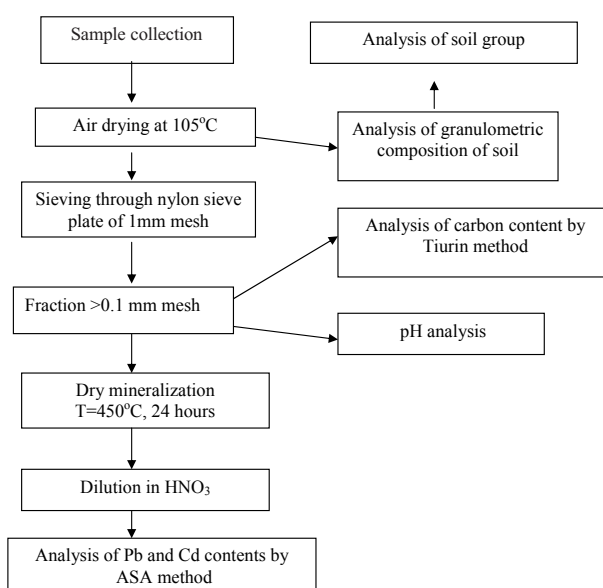 Sample collection
Analysis of soil group
Air drying at 105°C
Analysis of granulometric
composition of soil
Sieving through nylon sieve
plate of 1mm mesh
Analysis of carbon content by
Tiurin method
Fraction >0.1 mm mesh
pH analysis
Dry mineralization
T=450°C, 24 hours
Dilution in HNO₃
Analysis of Pb and Cd contents by
ASA method